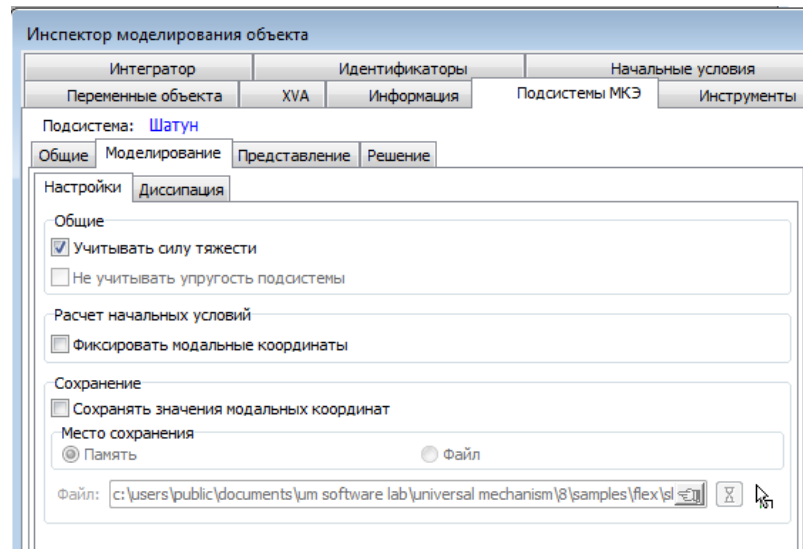 Инспектор моделирования объекта
Интегратор Идентификаторы Начальные условия
Переменные объекта XVA Информация Подсистемы МКЭ Инструменты
Подсистема: Шатун
Общие Моделирование Представление Решение
Настройки Диссипация
Общие
Учитывать силу тяжести
Не учитывать упругость подсистемы
Расчет начальных условий
Фиксировать модальные координаты
Сохранение
Сохранять значения модальных координат
Место сохранения
Память Файл
Файл: c:\users\public\documents\um software lab\universal mechanism\8\samples\flex\sl